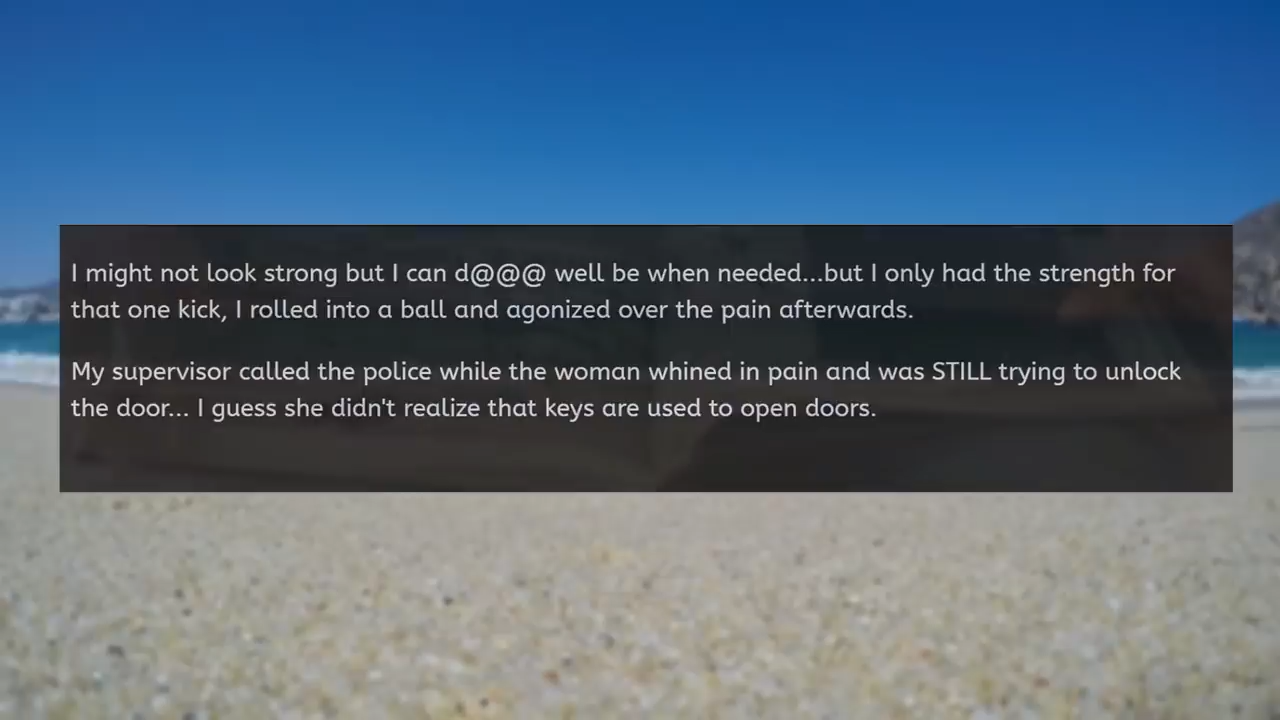 I might not look strong but I can d@@@ well be when needed...but I only had the strength for
that one kick, I rolled into a ball and agonized over the pain afterwards.
My supervisor called the police while the woman whined in pain and was STILL trying to unlock
the door... I guess she didn't realize that keys are used to open doors.